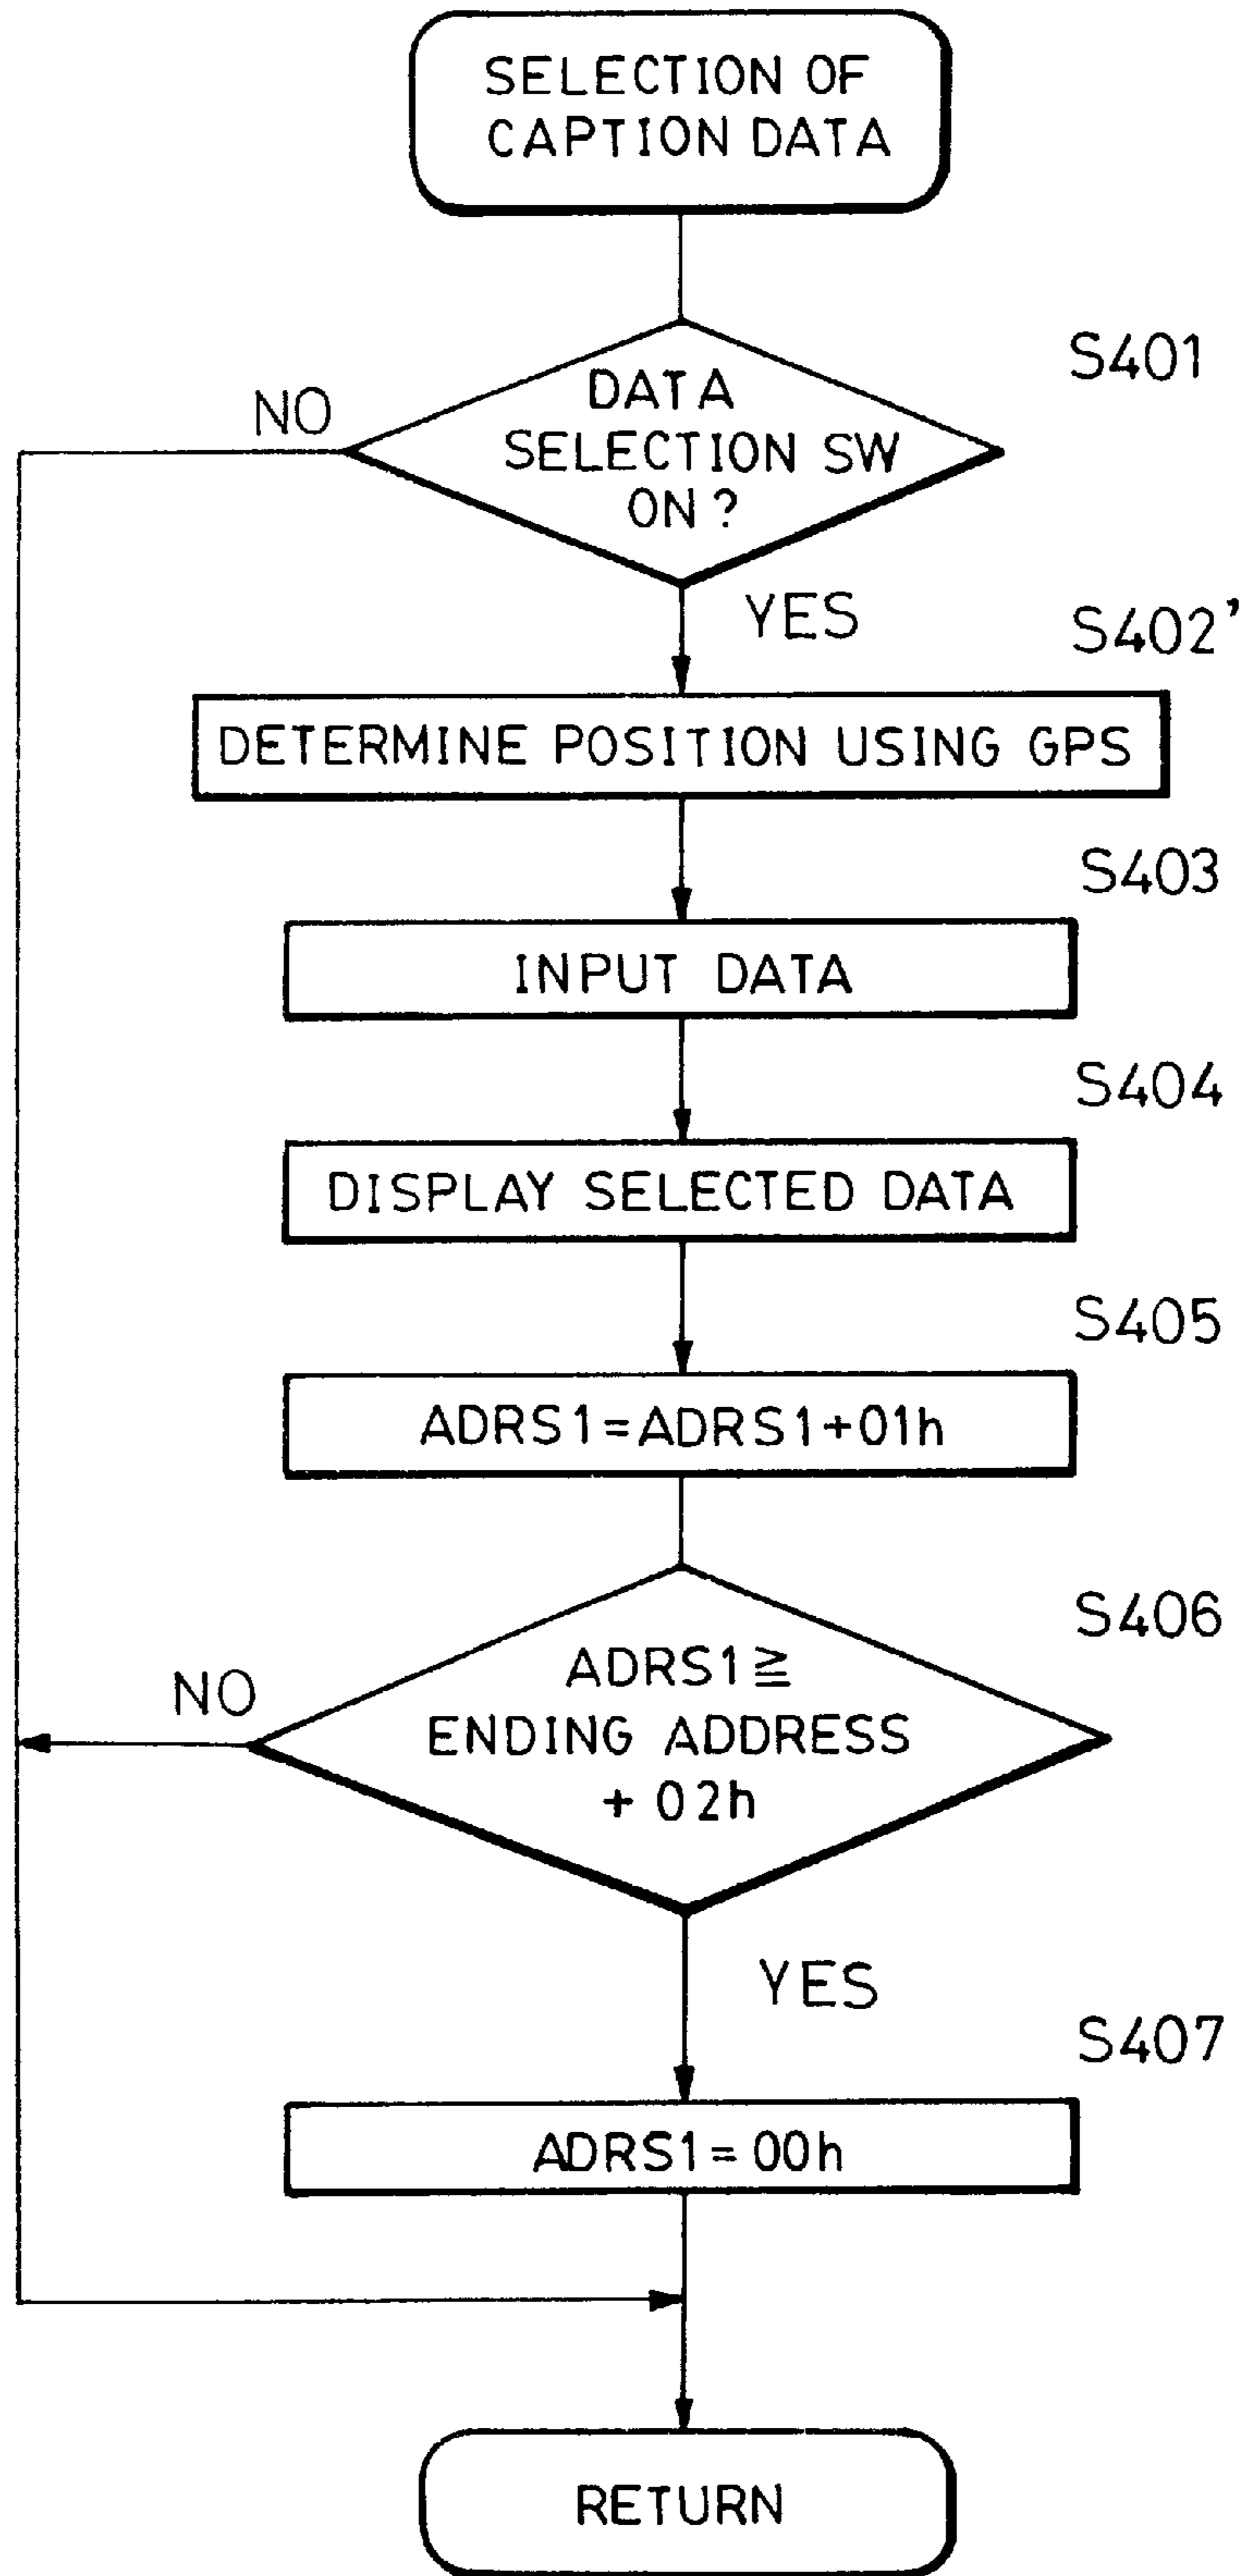 SELECTION OF
CAPTION DATA
S401
NO
DATA
SELECTION SW
ON?
YES
S402'
DETERMINE POSITION USING GPS
S403
INPUT DATA
S404
DISPLAY SELECTED DATA
S405
ADRS1=ADRS1+01h
S406
NO
ADRS1≧
ENDING ADDRESS
+02h
YES
S407
ADRS1=00h
RETURN